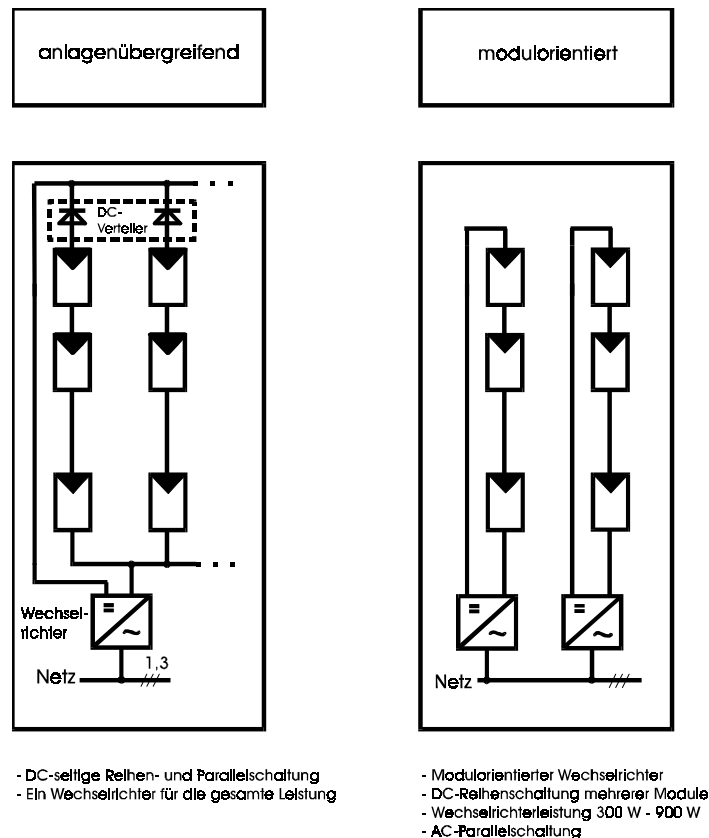 anlagenübergreifend
modulorientiert
DC-
Verteiler
Wechsel-
richter
=
~
=
~
=
~
1,3
Netz
Netz
- DC-seitige Reihen- und Parallelschaltung
- Ein Wechselrichter für die gesamte Leistung
- Modulorientierter Wechselrichter
- DC-Reihenschaltung mehrerer Module
- Wechselrichterleistung 300 W - 900 W
- AC-Parallelschaltung